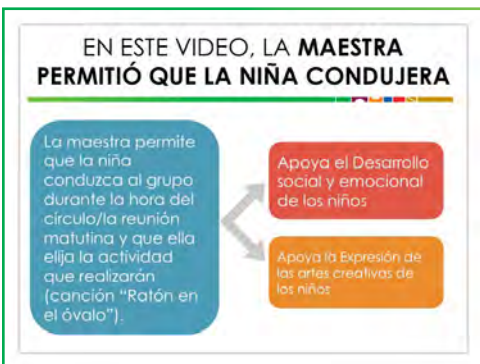 EN ESTE VIDEO, LA MAESTRA
PERMITIÓ QUE LA NIÑA CONDUJERA
La maestra permite
que la niña
conduzca al grupo
durante la hora del
círculo/la reunión
matutina y que ella
elija la actividad
que realizarán
(canción “Ratón en
el óvalo”).
Apoya el Desarrollo
social y emocional
de los niños
Apoya la Expresión de
las artes creativas de
los niños